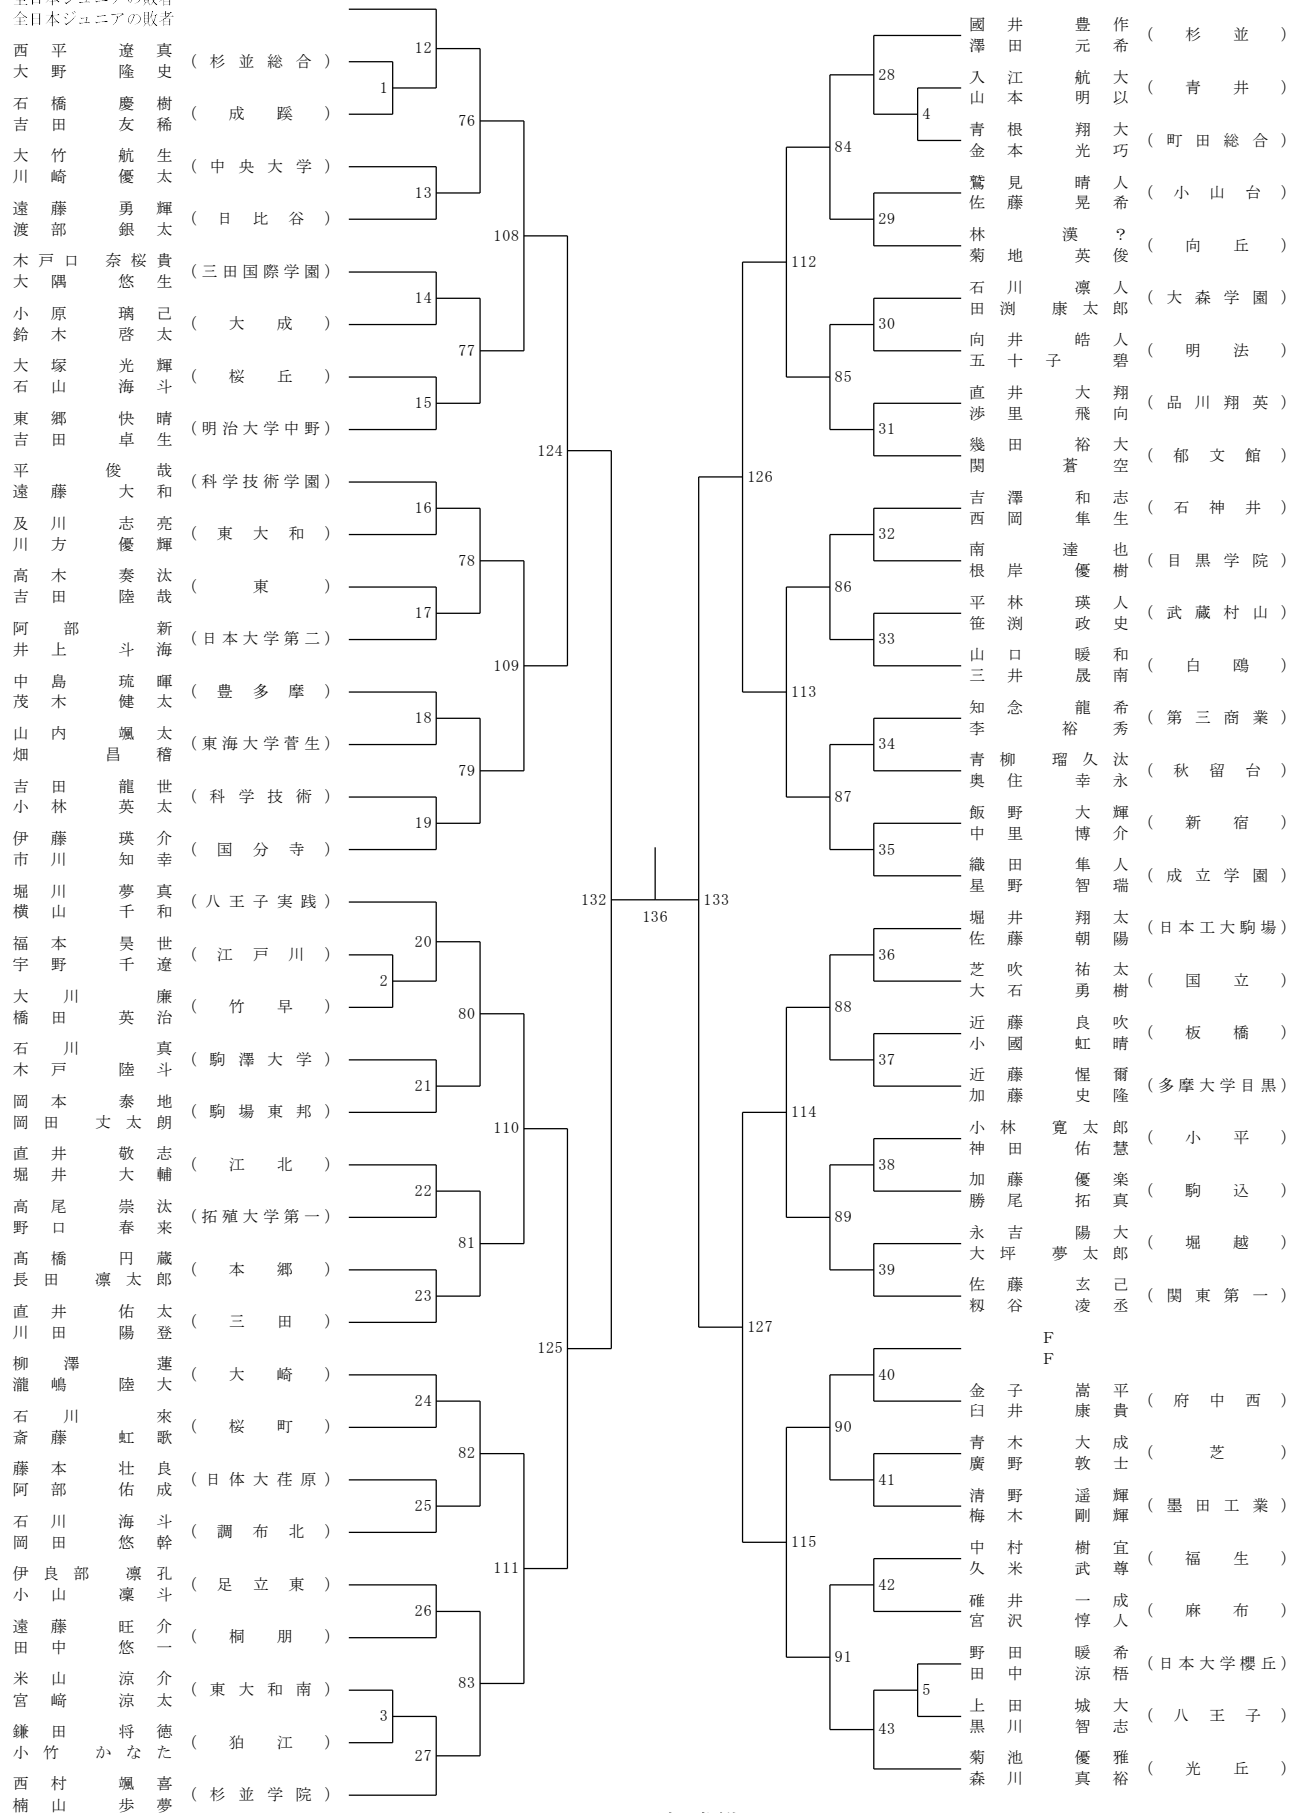 全日本ジュニアの敗者
全日本ジュニアの敗者
西平 遼真
大野 隆史
(杉並総合)
石橋 慶樹
吉田 友稀
(成蹊)
大竹 航生
川崎 優太
(中央大学)
遠藤 勇輝
渡部 銀太
(日比谷)
木戸口 奈桜貴
大隅 悠生
(三田国際学園)
小原 璃己
鈴木 啓太
(大成)
大塚 光輝
石山 海斗
(桜丘)
東郷 快晴
吉田 卓生
(明治大学中野)
平 俊哉
遠藤 大和
(科学技術学園)
及川 志亮
川方 優輝
(東大和)
高木 奏汰
吉田 陸哉
(東)
阿部 新
井上 斗海
(日本大学第二)
中島 琉暉
茂木 健太
(豊多摩)
山内 颯太
畑 昌稽
(東海大学菅生)
吉田 龍世
小林 英太
(科学技術)
伊藤 瑛介
市川 知幸
(国分寺)
堀川 夢真
横山 千和
(八王子実践)
福本 昊世
宇野 千遼
(江戸川)
大川 廉
橋田 英治
(竹早)
石川 真
木戸 陸斗
(駒澤大学)
岡本 泰地
岡田 丈太朗
(駒場東邦)
直井 敬志
堀井 大輔
(江北)
高尾 崇汰
野口 春来
(拓殖大学第一)
髙橋 円蔵
長田 凛太郎
(本郷)
直井 佑太
川田 陽登
(三田)
柳澤 蓮
瀧嶋 陸大
(大崎)
石川 來
斎藤 虹歌
(桜町)
藤本 壮良
阿部 佑成
(日体大荏原)
石川 海斗
岡田 悠幹
(調布北)
伊良部 凛孔
小山 凜斗
(足立東)
遠藤 旺介
田中 悠一
(桐朋)
米山 涼介
宮﨑 涼太
(東大和南)
鎌田 将徳
小竹 かなた
(狛江)
西村 颯喜
楠山 歩夢
(杉並学院)
12
1
76
13
108
14
77
15
124
16
78
17
109
18
79
19
132
20
2
80
21
110
22
81
23
125
24
82
25
111
26
83
3
27
136
133
28
4
84
29
112
30
85
31
126
32
86
33
113
34
87
35
36
88
37
114
38
89
39
127
40
90
41
115
42
91
5
43
國井 豊作
澤田 元希
(杉並)
入江 航大
山本 明以
(青井)
青根 翔大
金本 光巧
(町田総合)
鷲見 晴人
佐藤 晃希
(小山台)
林 漢?
菊地 英俊
(向丘)
石川 凛人
田渕 康太郎
(大森学園)
向井 皓人
五十子 碧
(明法)
直井 大翔
渉里 飛向
(品川翔英)
幾田 裕大
関 蒼空
(郁文館)
吉澤 和志
西岡 隼生
(石神井)
南 達也
根岸 優樹
(目黒学院)
平林 瑛人
笹渕 政史
(武蔵村山)
山口 暖和
三井 晟南
(白鴎)
知念 龍希
李 裕秀
(第三商業)
青柳 瑠久汰
奥住 幸永
(秋留台)
飯野 大輝
中里 博介
(新宿)
織田 隼人
星野 智瑞
(成立学園)
堀井 翔太
佐藤 朝陽
(日本工大駒場)
芝吹 祐太
大石 勇樹
(国立)
近藤 良吹
小國 虹晴
(板橋)
近藤 惺爾
加藤 史隆
(多摩大学目黒)
小林 寛太郎
神田 佑慧
(小平)
加藤 優楽
勝尾 拓真
(駒込)
永吉 陽大
大坪 夢太郎
(堀越)
佐藤 玄己
籾谷 凌丞
(関東第一)
F
F
金子 嵩平
臼井 康貴
(府中西)
青木 大成
廣野 敦士
(芝)
清野 遥輝
梅木 剛輝
(墨田工業)
中村 樹宜
久米 武尊
(福生)
碓井 一成
宮沢 惇人
(麻布)
野田 暖希
田中 涼梧
(日本大学櫻丘)
上田 城大
黒川 智志
(八王子)
菊池 優雅
森川 真裕
(光丘)